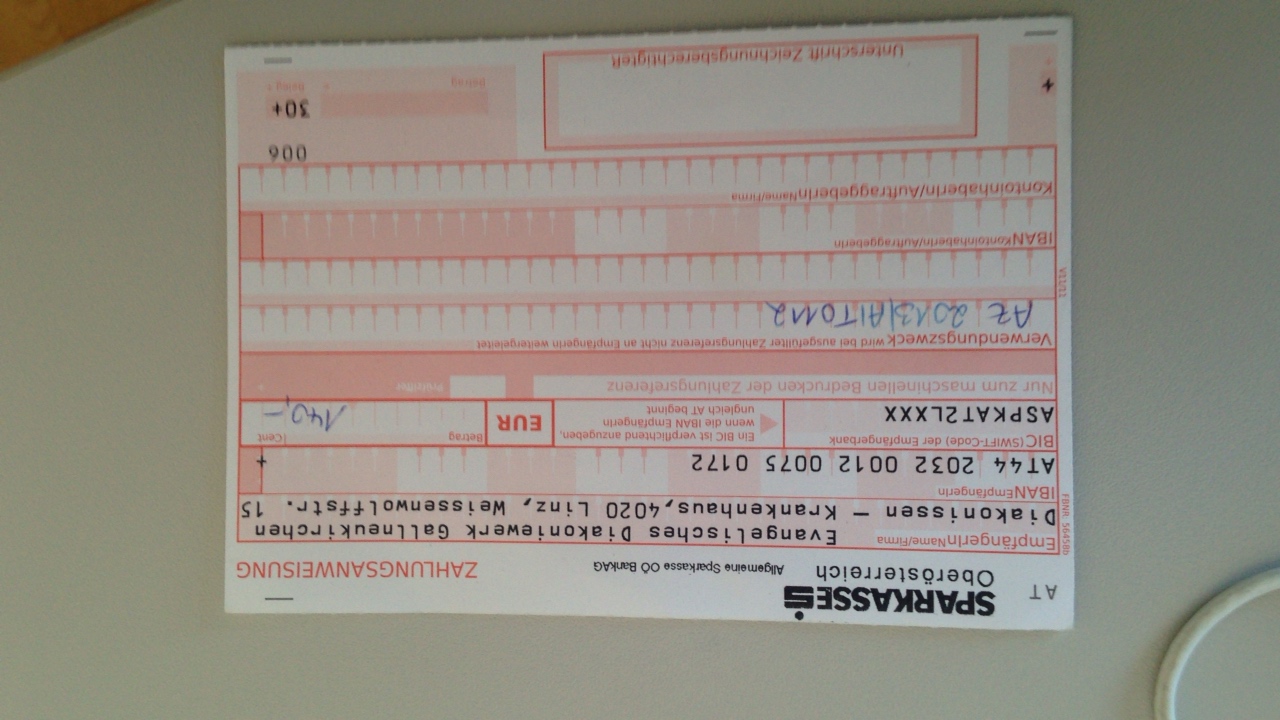 AT
SPARKASSE
Oberösterreich
Allgemeine Sparkasse OÖ BankAG
ZAHLUNGSANWEISUNG
EmpfängerIn Name/Firma
Evangelisches Diakoniewerk Gallneukirchen
Diakonissen — Krankenhaus,4020 Linz, Weissenwolffstr. 15
IBAN EmpfängerIn
AT44 2032 0012 0075 0172
+
BIC (SWIFT-Code) der Empfängerbank
ASPKAT2LXXX
Ein BIC ist verpflichtend anzugeben,
wenn die IBAN EmpfängerIn
ungleich AT beginnt
EUR
Betrag
Cent
140,-
Nur zum maschinellen Bedrucken der Zahlungsreferenz
Prüfziffer
Verwendungszweck wird bei ausgefüllter Zahlungsreferenz nicht an EmpfängerIn weitergeleitet
AZ 2013/A/TOM2
IBAN KontoinhaberIn/AuftraggeberIn
KontoinhaberIn/AuftraggeberIn Name/Firma
006
30+
Betrag
Beleg +
Unterschrift ZeichnungsberechtigteR
+
FBNR: 56458b